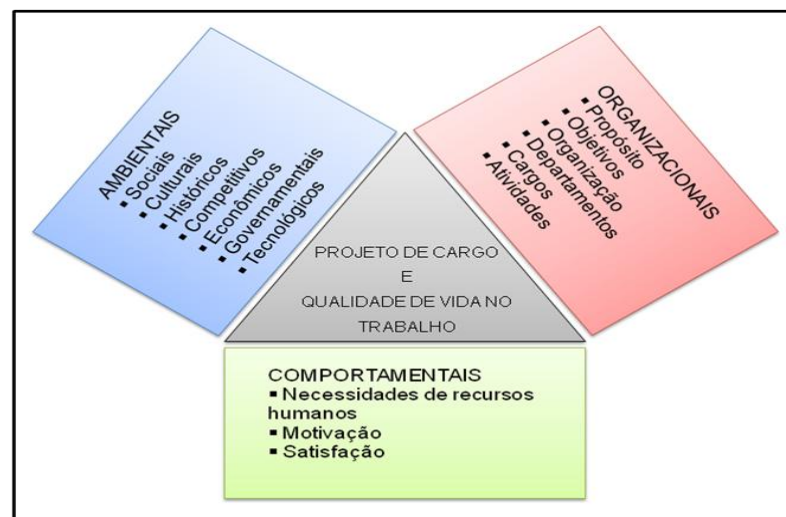 AMBIENTAIS
▪ Sociais
▪ Culturais
▪ Históricos
▪ Competitivos
▪ Econômicos
▪ Governamentais
▪ Tecnológicos
ORGANIZACIONAIS
▪ Propósito
▪ Objetivos
▪ Organização
▪ Departamentos
▪ Cargos
▪ Atividades
PROJETO DE CARGO
E
QUALIDADE DE VIDA NO
TRABALHO
COMPORTAMENTAIS
▪ Necessidades de recursos
humanos
▪ Motivação
▪ Satisfação